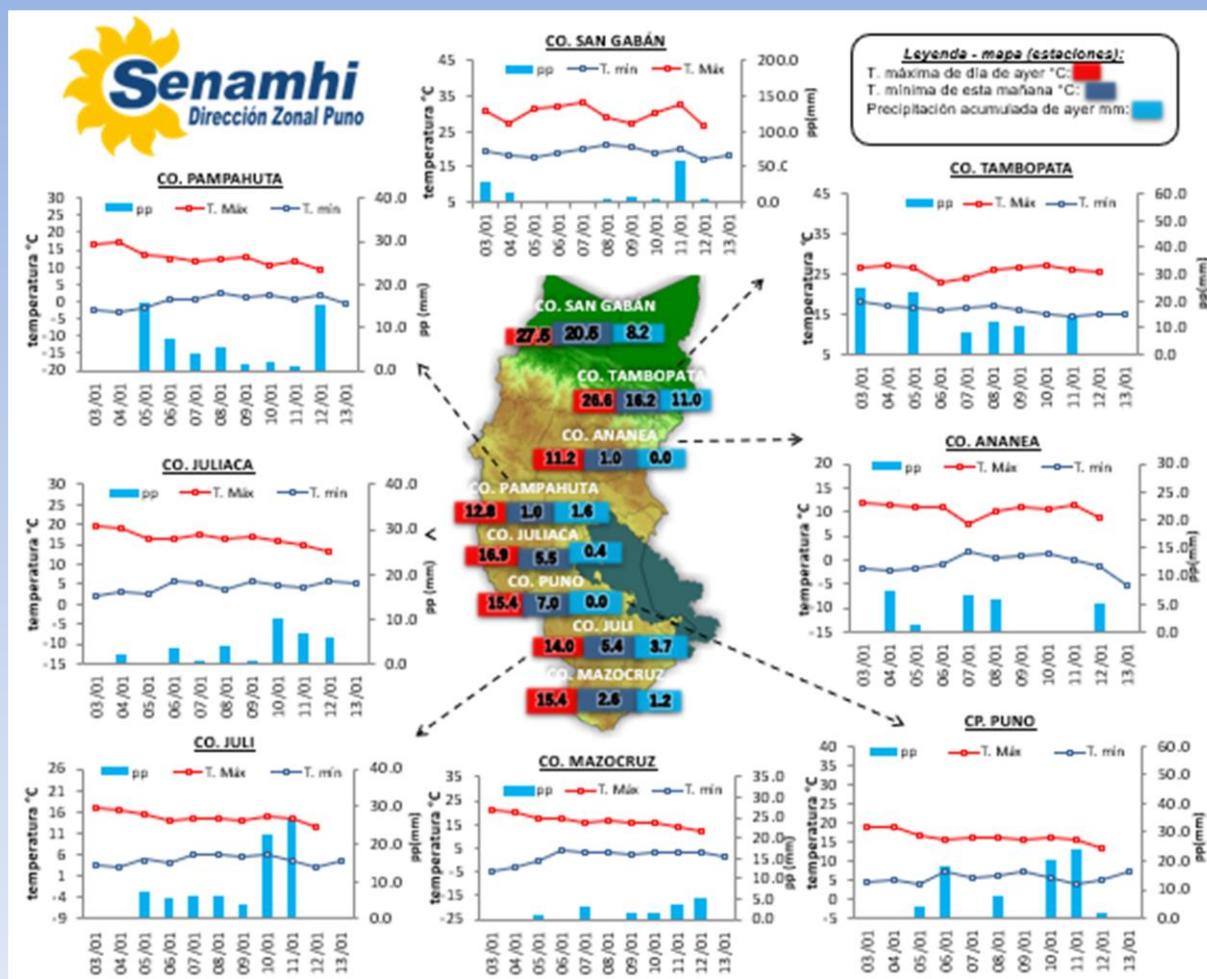 Senamhi
Dirección Zonal Puno
CO. SAN GABÁN
pp T. mín T. Máx
temperatura °C
45
35
25
15
5
200.0
150.0
100.0
50.0
0.0
pp(mm)
03/01 04/01 05/01 06/01 07/01 08/01 09/01 10/01 11/01 12/01 13/01
Leyenda - mapa (estaciones):
T. máxima de día de ayer °C:
T. mínima de esta mañana °C:
Precipitación acumulada de ayer mm:
CO. PAMPAHUTA
pp T. Máx T. mín
temperatura °C
30
25
20
15
10
5
0
-5
-10
-15
-20
40.0
30.0
20.0
10.0
0.0
pp (mm)
03/01 04/01 05/01 06/01 07/01 08/01 09/01 10/01 11/01 12/01 13/01
CO. TAMBOPATA
pp T. Máx T. mín
temperatura °C
45
35
25
15
5
60.0
50.0
40.0
30.0
20.0
10.0
0.0
pp(mm)
03/01 04/01 05/01 06/01 07/01 08/01 09/01 10/01 11/01 12/01 13/01
CO. SAN GABÁN
20.5 8.2
CO. TAMBOPATA
26.6 16.2 11.0
CO. ANANEA
11.2 1.0 0.0
CO. PAMPAHUTA
12.8 1.0 1.6
CO. JULIACA
16.9 5.5 0.4
CO. PUNO
15.4 7.0 0.0
CO. JULI
14.0 5.4 3.7
CO. MAZOCRUZ
15.4 2.6 1.2
CO. JULIACA
pp T. Máx T. mín
temperatura °C
30
25
20
15
10
5
0
-5
-10
-15
40.0
30.0
20.0
10.0
0.0
pp (mm)
03/01 04/01 05/01 06/01 07/01 08/01 09/01 10/01 11/01 12/01 13/01
CO. ANANEA
pp T. Máx T. mín
temperatura °C
20
15
10
5
0
-5
-10
-15
30.0
25.0
20.0
15.0
10.0
5.0
0.0
pp(mm)
03/01 04/01 05/01 06/01 07/01 08/01 09/01 10/01 11/01 12/01 13/01
CO. JULI
pp T. Máx T. mín
temperatura °C
26
21
16
11
6
1
-4
-9
40.0
30.0
20.0
10.0
0.0
pp(mm)
03/01 04/01 05/01 06/01 07/01 08/01 09/01 10/01 11/01 12/01 13/01
CO. MAZOCRUZ
pp T. Máx T. mín
temperatura °C
35
25
15
5
-5
-15
-25
35.0
30.0
25.0
20.0
15.0
10.0
5.0
0.0
pp (mm)
03/01 04/01 05/01 06/01 07/01 08/01 09/01 10/01 11/01 12/01 13/01
CP. PUNO
pp T. Máx T. mín
temperatura °C
40
35
30
25
20
15
10
5
0
-5
60.0
50.0
40.0
30.0
20.0
10.0
0.0
pp(mm)
03/01 04/01 05/01 06/01 07/01 08/01 09/01 10/01 11/01 12/01 13/01